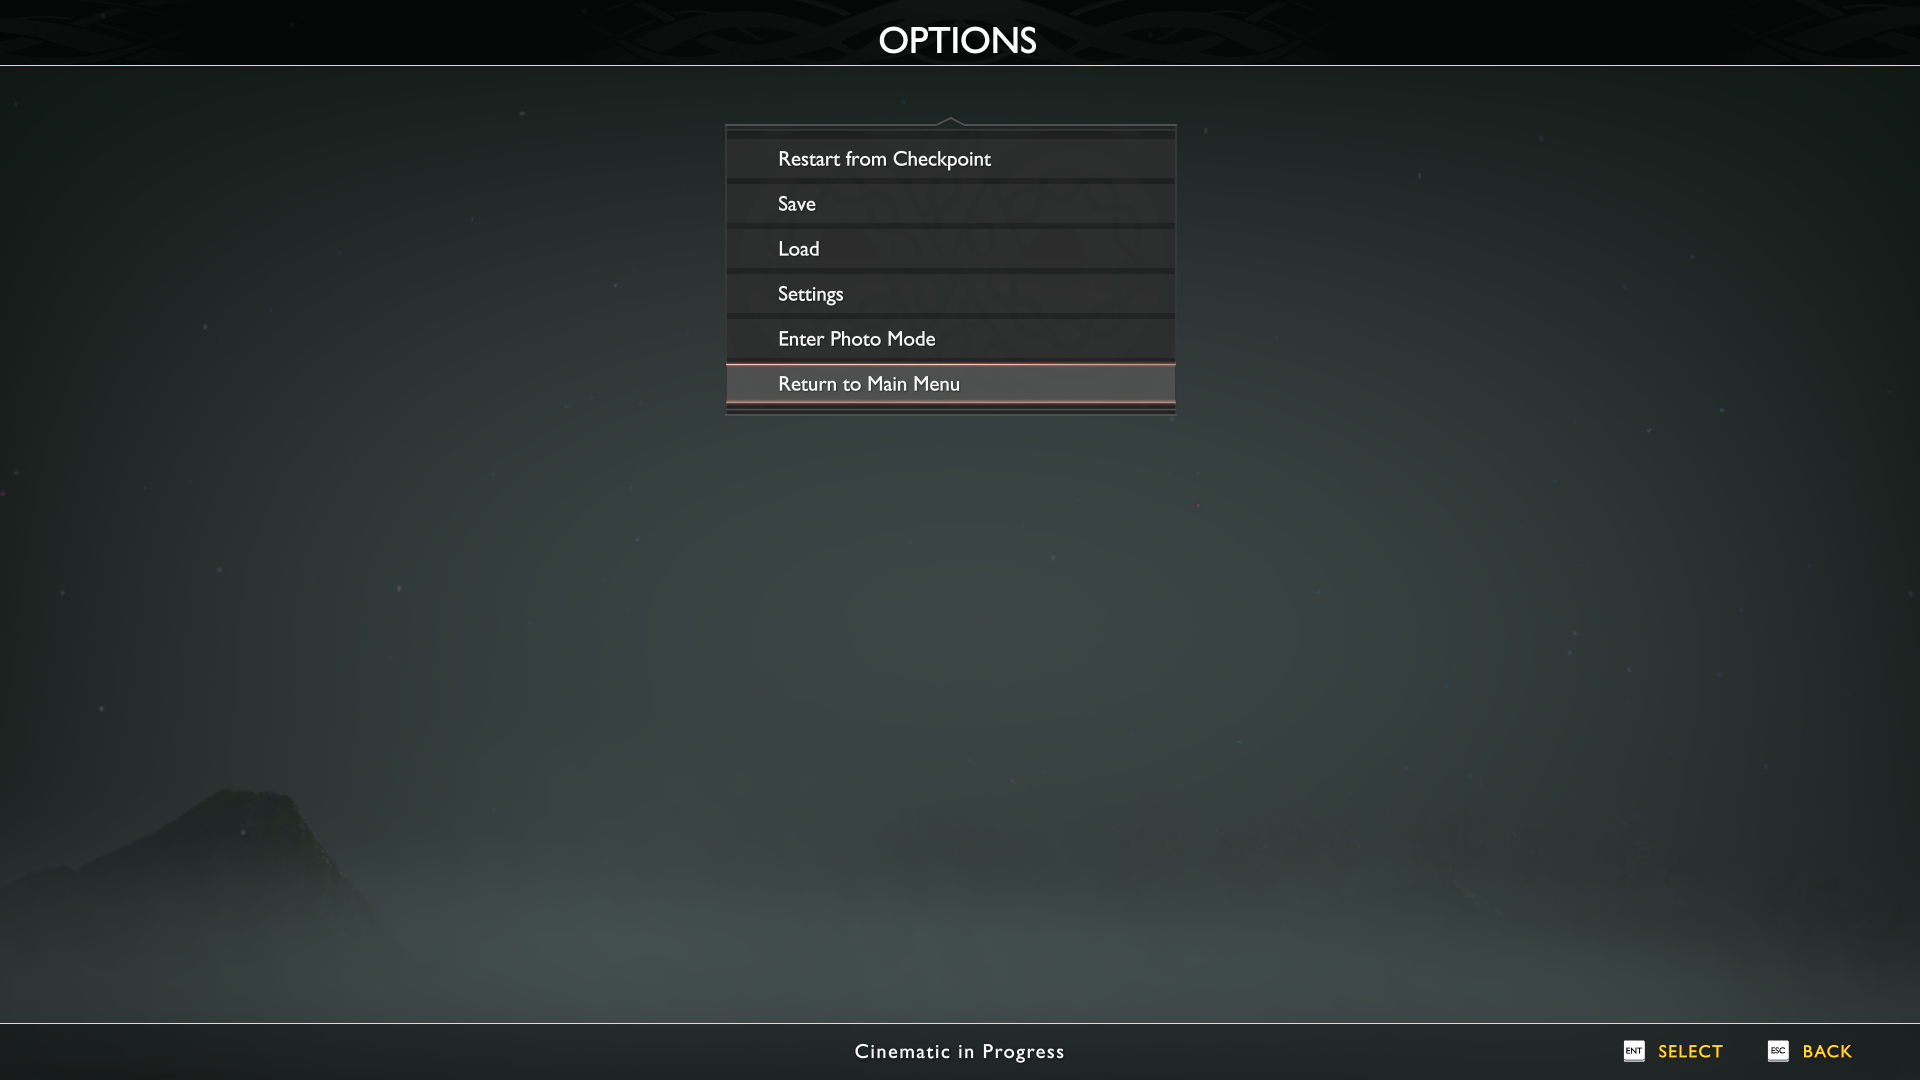 OPTIONS
Restart from Checkpoint
Save
Load
Settings
Enter Photo Mode
Return to Main Menu
Cinematic in Progress
ENT SELECT ESC BACK